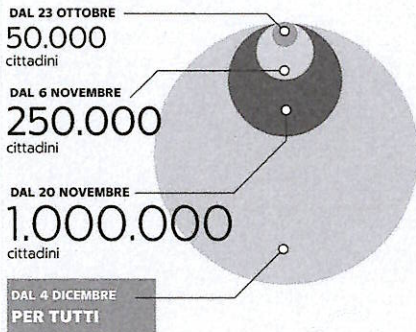 DAL 23 OTTOBRE
50.000
cittadini
DAL 6 NOVEMBRE
250.000
cittadini
DAL 20 NOVEMBRE
1.000.000
cittadini
DAL 4 DICEMBRE
PER TUTTI